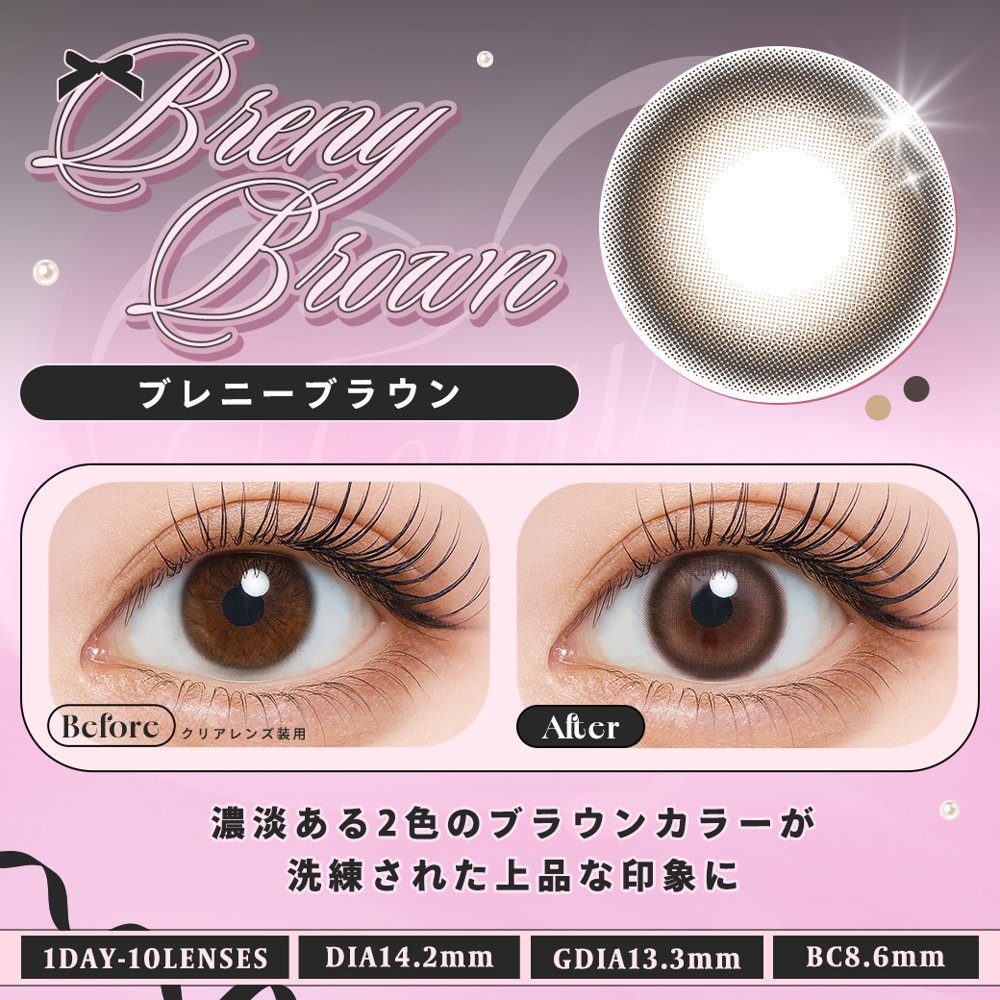 Breny
Brown
ブレニーブラウン
Before
クリアレンズ装用
After
濃淡ある2色のブラウンカラーが
洗練された上品な印象に
1DAY-10LENSES
DIA14.2mm
GDIA13.3mm
BC8.6mm